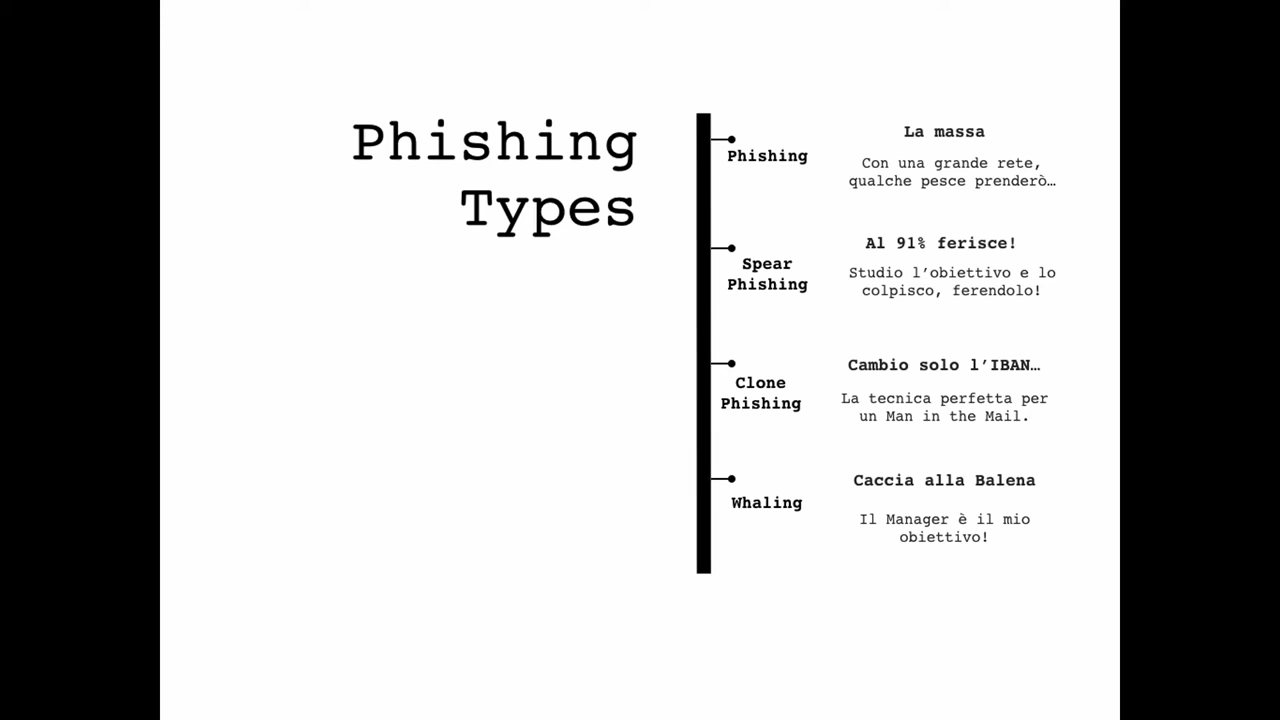 Phishing
Types
Phishing
La massa
Con una grande rete,
qualche pesce prenderò…
Spear
Phishing
Al 91% ferisce!
Studio l’obiettivo e lo
colpisco, ferendolo!
Clone
Phishing
Cambio solo l’IBAN…
La tecnica perfetta per
un Man in the Mail.
Whaling
Caccia alla Balena
Il Manager è il mio
obiettivo!